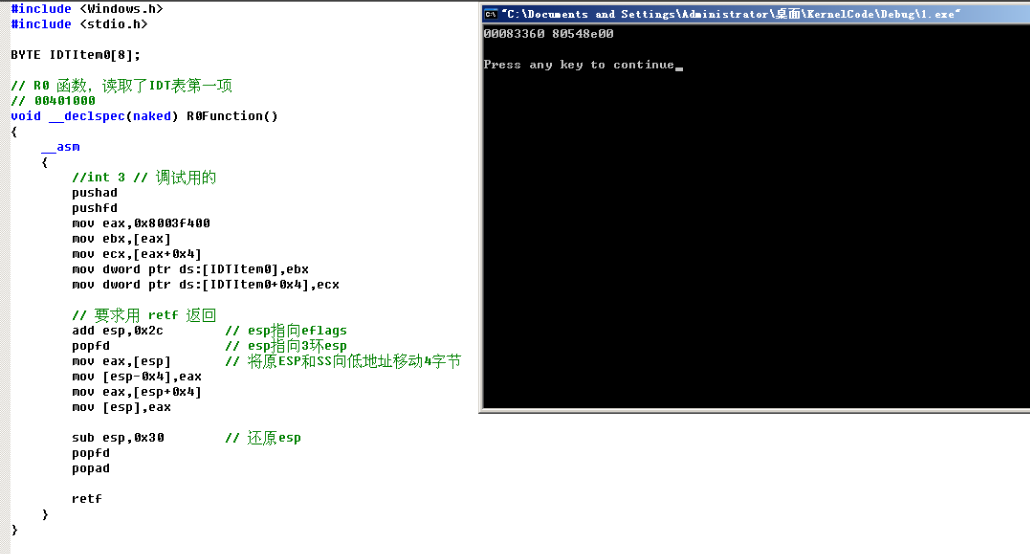 #include <Windows.h>
#include <stdio.h>
BYTE IDTItem0[8];
// R0 函数，读取了IDT表第一项
// 00401000
void __declspec(naked) R0Function()
{
__asm
{
//int 3 // 调试用的
pushad
pushfd
mov eax,0x8003f400
mov ebx,[eax]
mov ecx,[eax+0x4]
mov dword ptr ds:[IDTItem0],ebx
mov dword ptr ds:[IDTItem0+0x4],ecx
// 要求用 retf 返回
add esp,0x2c // esp指向eflags
popfd // esp指向3环esp
mov eax,[esp] // 将原ESP和SS向低地址移动4字节
mov [esp-0x4],eax
mov eax,[esp+0x4]
mov [esp],eax
sub esp,0x30 // 还原esp
popfd
popad
retf
}
}
"C:\Documents and Settings\Administrator\桌面\KernelCode\Debug\1.exe"
00083360 80548e00
Press any key to continue_